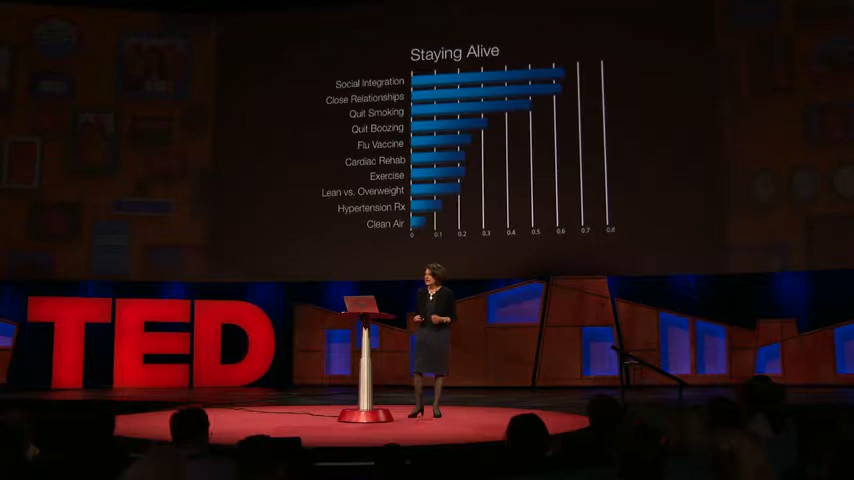 Staying Alive
Social Integration
Close Relationships
Quit Smoking
Quit Boozing
Flu Vaccine
Cardiac Rehab
Exercise
Lean vs. Overweight
Hypertension Rx
Clean Air
0 0.1 0.2 0.3 0.4 0.5 0.6 0.7 0.8
TED